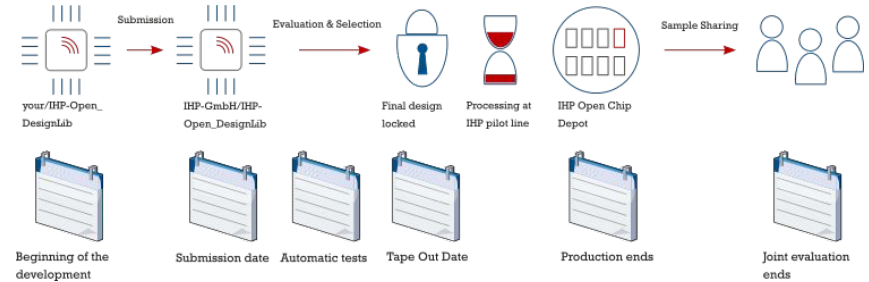 Submission
Evaluation & Selection
Sample Sharing
your/IHP-Open_
DesignLib
IHP-GmbH/IHP-
Open_DesignLib
Final design
locked
Processing at
IHP pilot line
IHP Open Chip
Depot
Beginning of the
development
Submission date
Automatic tests
Tape Out Date
Production ends
Joint evaluation
ends